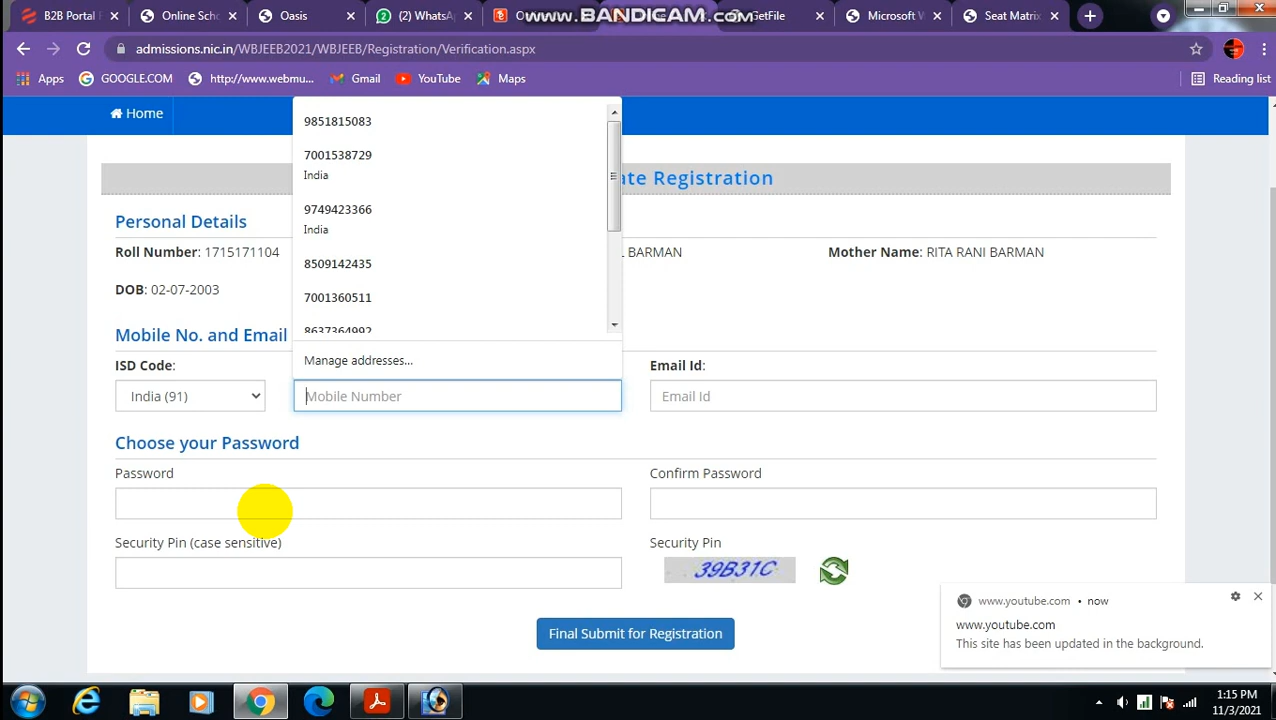 B2B Portal
Online Sch
Oasis
(2) WhatsA
O
www.BANDICAM.com
GetFile
Microsoft W
Seat Matrix
admissions.nic.in/WBJEEB2021/WBJEEB/Registration/Verification.aspx
Apps
GOOGLE.COM
http://www.webmu...
Gmail
YouTube
Maps
Reading list
Home
ate Registration
Personal Details
Roll Number: 1715171104
BARMAN
Mother Name: RITA RANI BARMAN
DOB: 02-07-2003
9851815083
7001538729
India
9749423366
India
8509142435
7001360511
8637364992
Manage addresses...
Mobile No. and Email
ISD Code:
Email Id:
India (91)
Mobile Number
Email Id
Choose your Password
Password
Confirm Password
Security Pin (case sensitive)
Security Pin
39B31C
Final Submit for Registration
www.youtube.com • now
www.youtube.com
This site has been updated in the background.
1:15 PM
11/3/2021